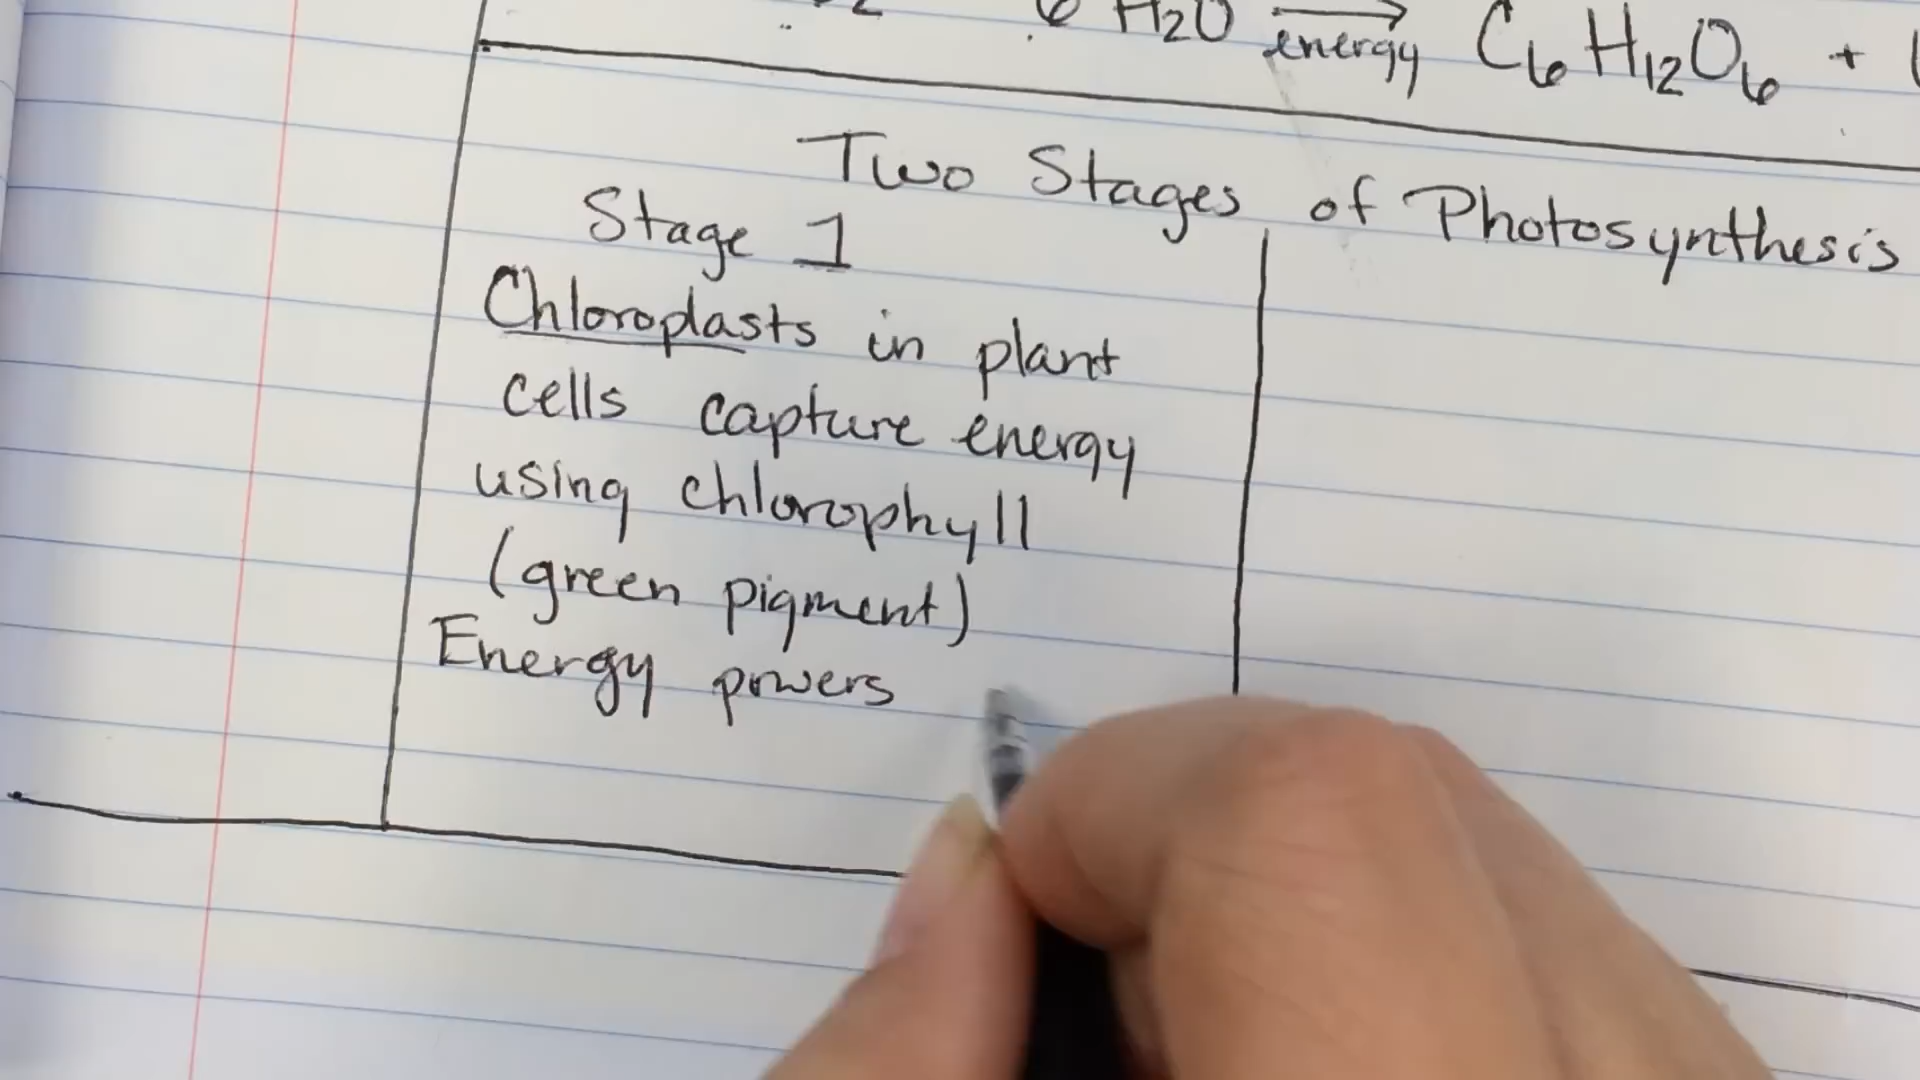 6 H2O energy → C6H12O6 +
Two Stages of Photosynthesis
Stage 1
Chloroplasts in plant
cells capture energy
using chlorophyll
(green pigment)
Energy powers